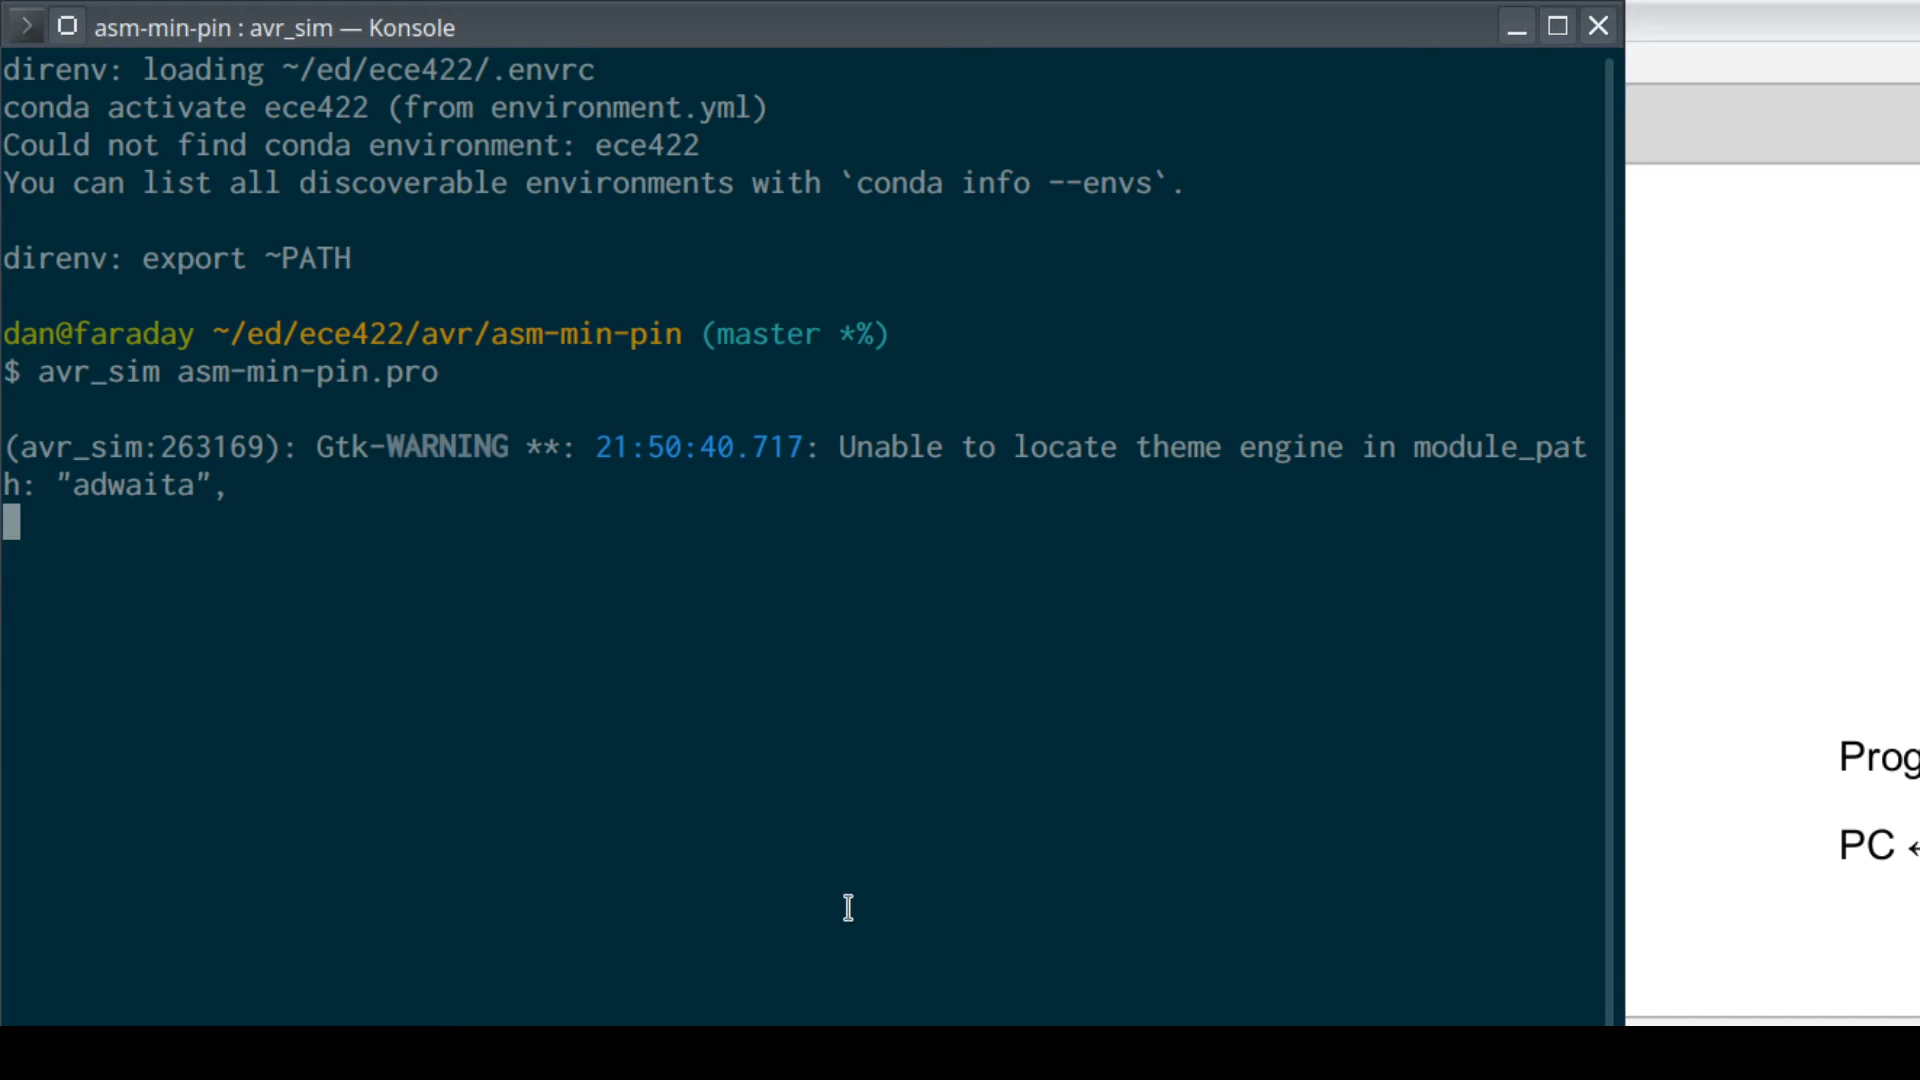 asm-min-pin : avr_sim — Konsole
direnv: loading ~/ed/ece422/.envrc
conda activate ece422 (from environment.yml)
Could not find conda environment: ece422
You can list all discoverable environments with `conda info --envs`.
direnv: export ~PATH
dan@faraday ~/ed/ece422/avr/asm-min-pin (master *%)
$ avr_sim asm-min-pin.pro
(avr_sim:263169): Gtk-WARNING **: 21:50:40.717: Unable to locate theme engine in module_pat
h: "adwaita",
Prog
PC ←